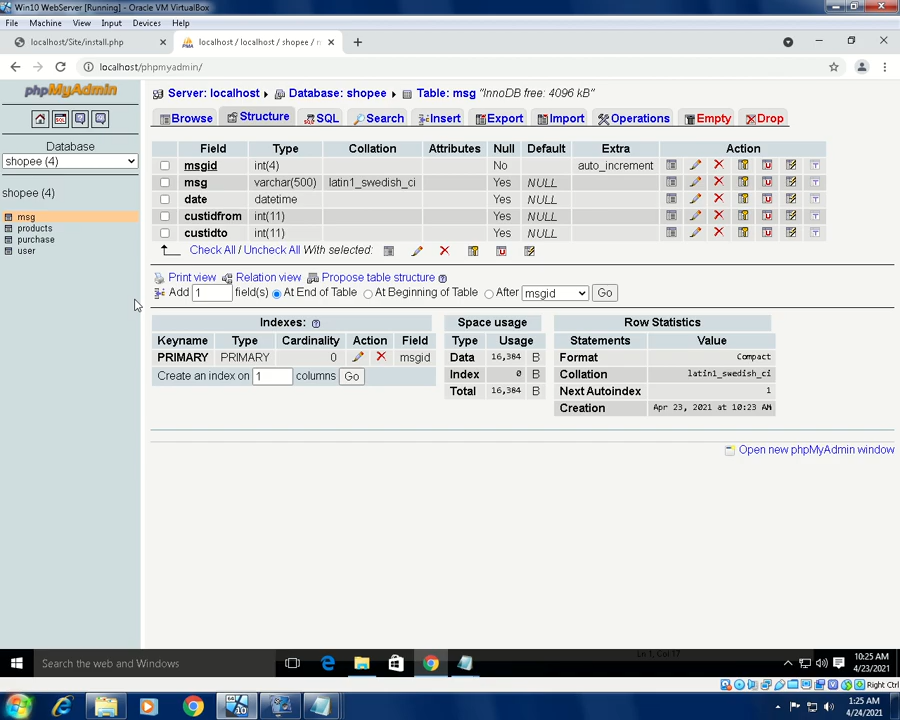 Win10 WebServer [Running] - Oracle VM VirtualBox
File Machine View Input Devices Help
localhost/Site/install.php
localhost / localhost / shopee / r
localhost/phpmyadmin/
phpMyAdmin
Database
shopee (4)
shopee (4)
msg
products
purchase
user
Server: localhost Database: shopee Table: msg "InnoDB free: 4096 kB"
Browse Structure SQL Search Insert Export Import Operations Empty Drop
Field Type Collation Attributes Null Default Extra Action
msgid int(4) No auto_increment
msg varchar(500) latin1_swedish_ci Yes NULL
date datetime Yes NULL
custidfrom int(11) Yes NULL
custidto int(11) Yes NULL
Check All / Uncheck All With selected:
Print view Relation view Propose table structure
Add 1 field(s) At End of Table At Beginning of Table After msgid Go
Indexes:
Keyname Type Cardinality Action Field
PRIMARY PRIMARY 0 msgid
Create an index on 1 columns Go
Space usage
Type Usage
Data 16,384 B
Index 0 B
Total 16,384 B
Row Statistics
Statements Value
Format Compact
Collation latin1_swedish_ci
Next Autoindex 1
Creation Apr 23, 2021 at 10:23 AM
Open new phpMyAdmin window
Ln 1, Col 17
Search the web and Windows
10:25 AM
4/23/2021
Right Ctrl
1:25 AM
4/24/2021